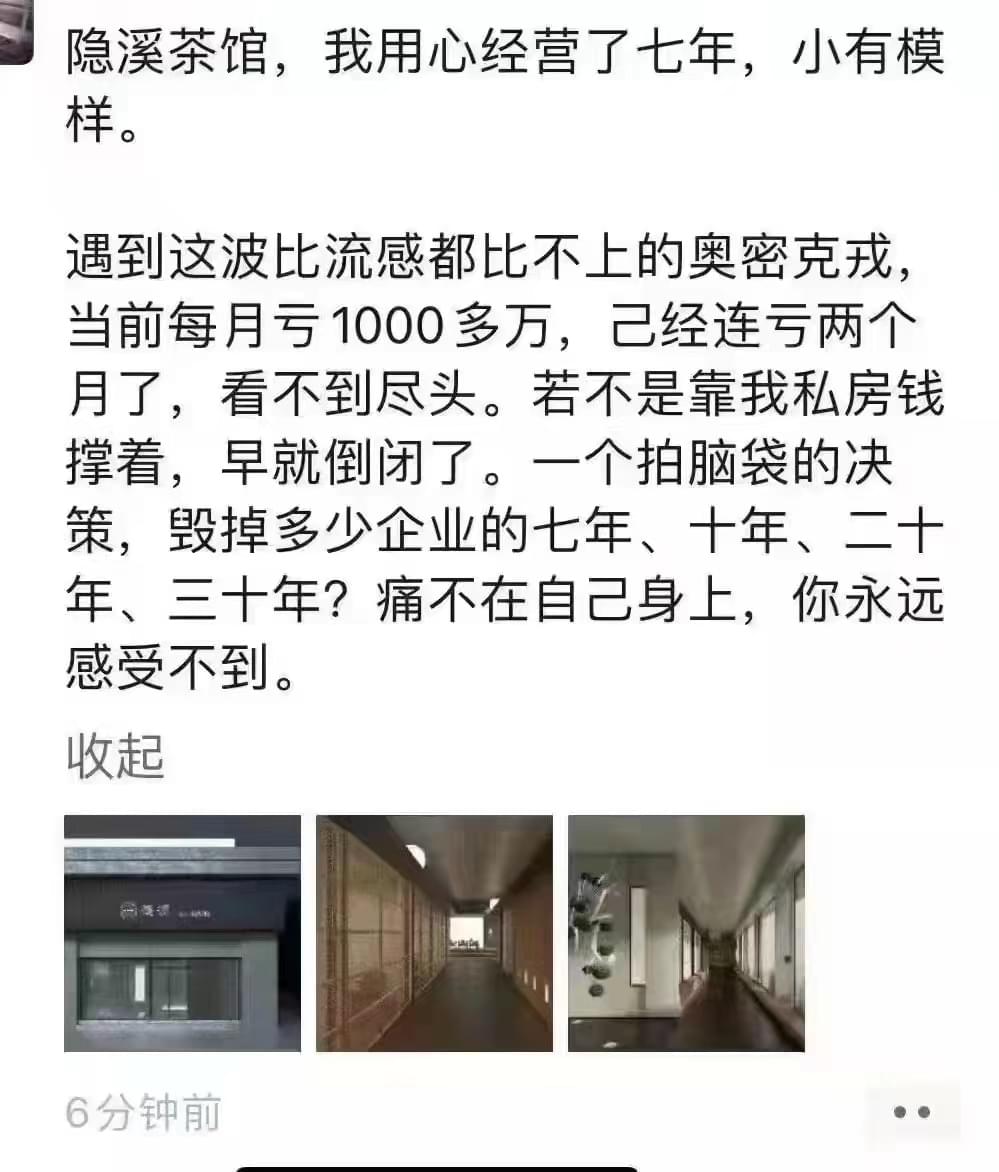 隐溪茶馆，我用心经营了七年，小有模
样。
遇到这波比流感都比不上的奥密克戎，
当前每月亏1000多万，己经连亏两个
月了，看不到尽头。若不是靠我私房钱
撑着，早就倒闭了。一个拍脑袋的决
策，毁掉多少企业的七年、十年、二十
年、三十年？痛不在自己身上，你永远
感受不到。
收起
6分钟前